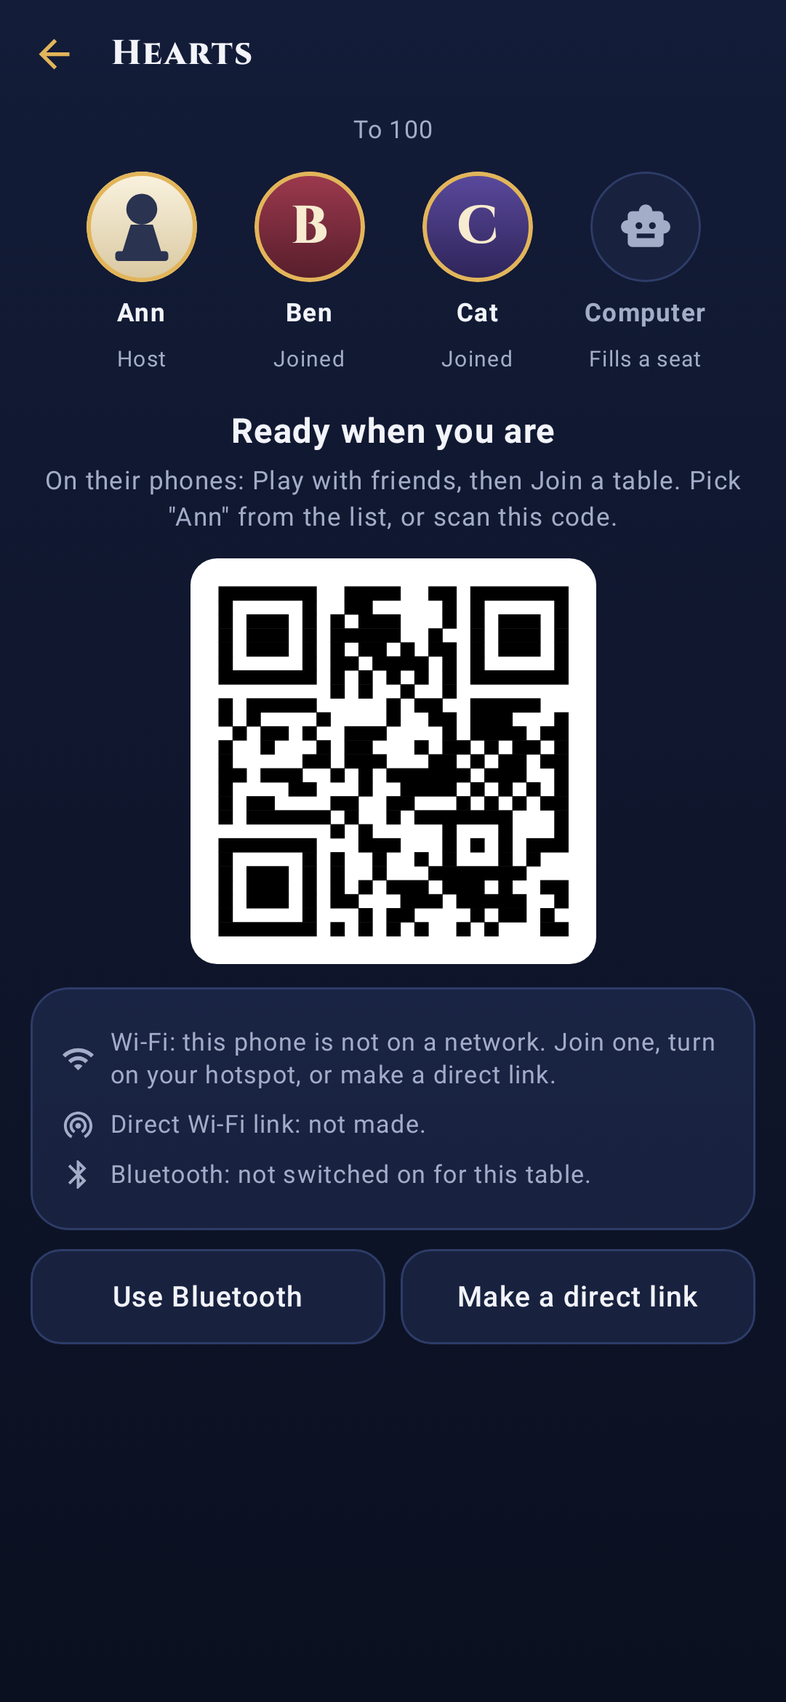 Hearts
To 100
B
C
Ann
Ben
Cat
Computer
Host
Joined
Joined
Fills a seat
Ready when you are
On their phones: Play with friends, then Join a table. Pick
"Ann" from the list, or scan this code.
Wi-Fi: this phone is not on a network. Join one, turn
on your hotspot, or make a direct link.
Direct Wi-Fi link: not made.
Bluetooth: not switched on for this table.
Use Bluetooth
Make a direct link